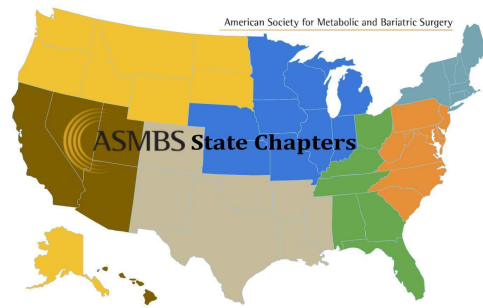 American Society for Metabolic and Bariatric Surgery
ASMBS State Chapters